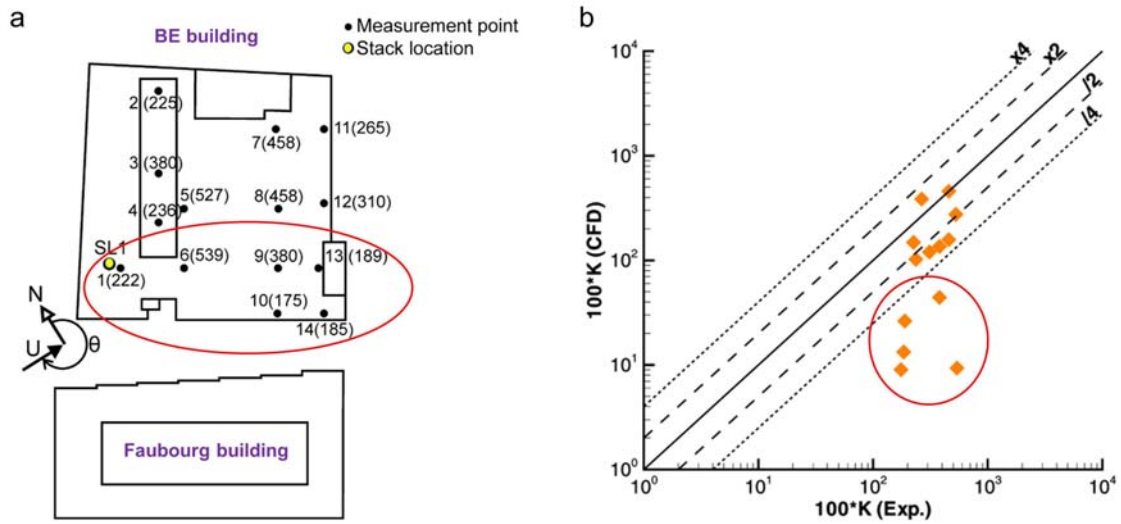 a
BE building
Measurement point
Stack location
2(225)
7(458)
11(265)
3(380)
5(527)
8(458)
12(310)
4(236)
SL1
6(539)
9(380)
13(189)
1(222)
10(175)
14(185)
N
U
θ
Faubourg building
b
x4
x2
/2
/4
10⁴
10³
10²
10¹
10⁰
100*K (CFD)
10⁰ 10¹ 10² 10³ 10⁴
100*K (Exp.)